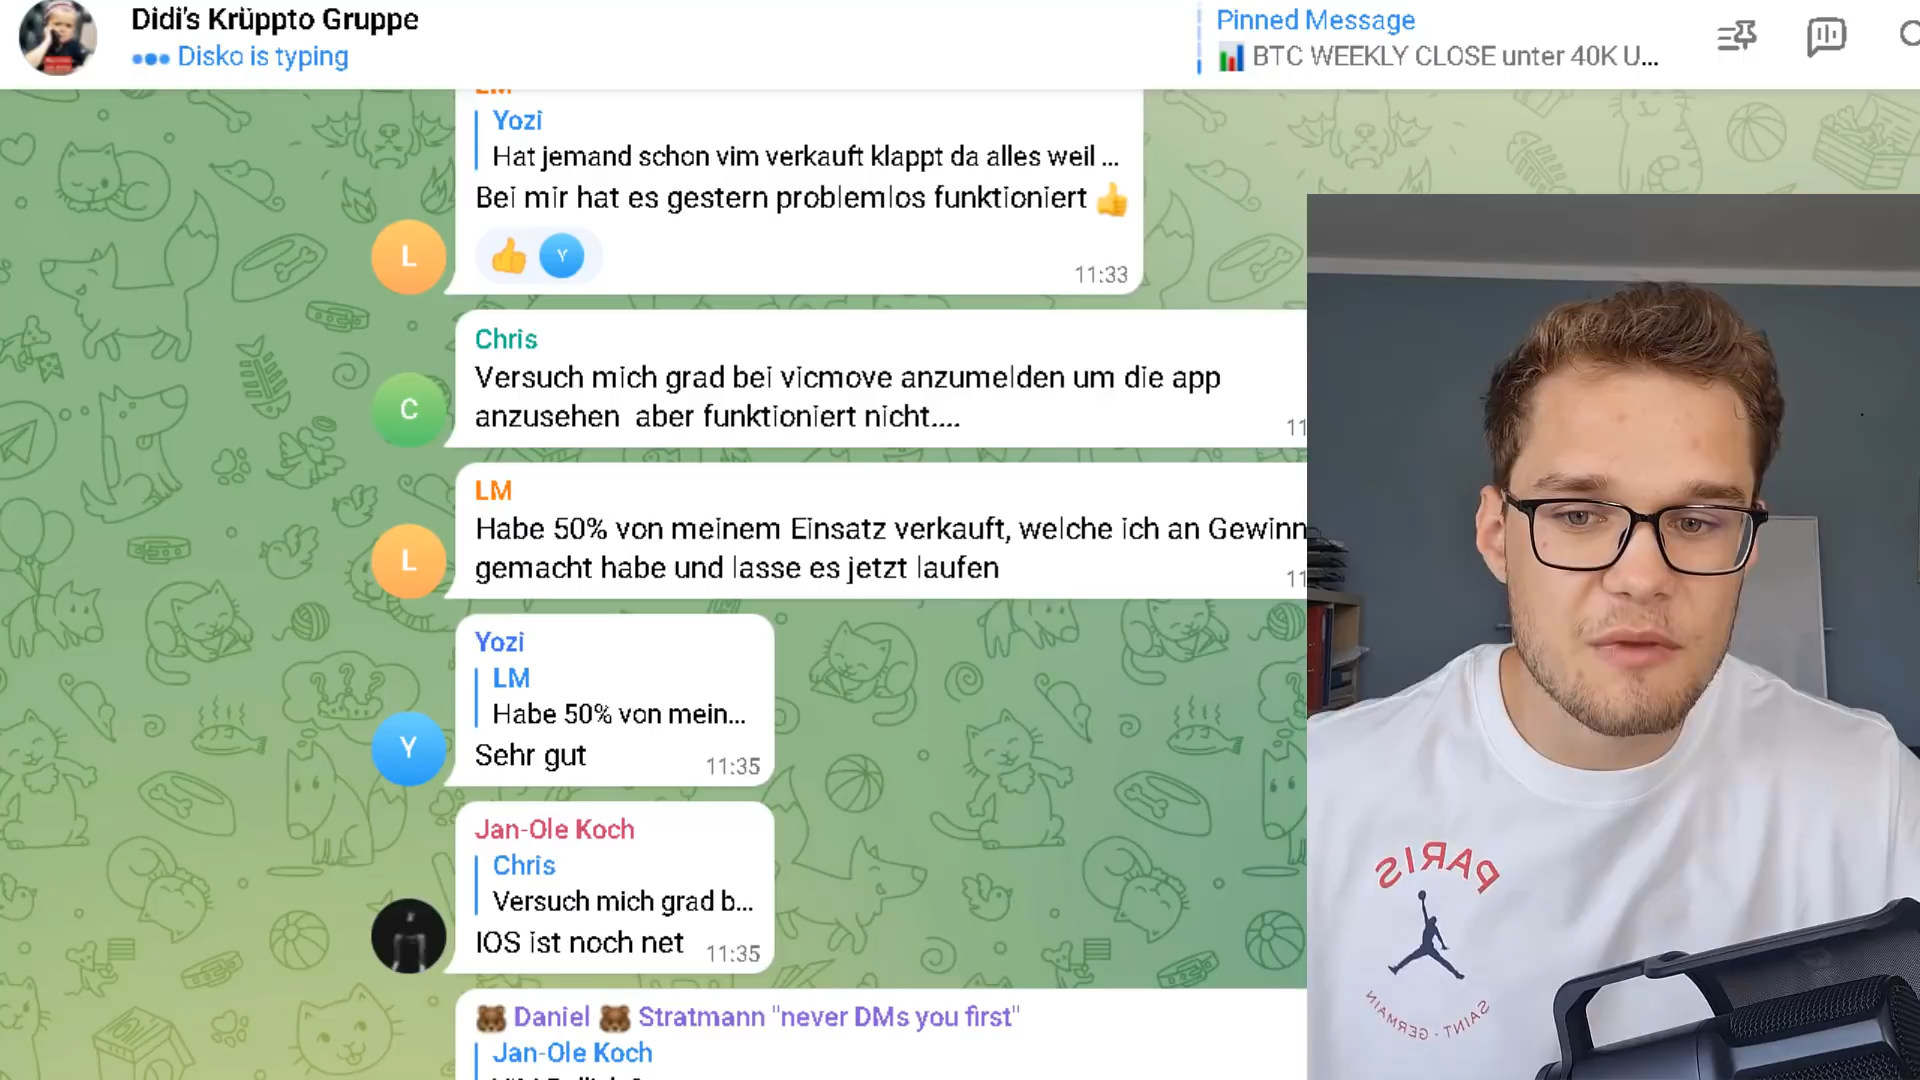 Didi's Krüppto Gruppe
Disko is typing
Pinned Message
BTC WEEKLY CLOSE unter 40K U...
LM
Yozi
Hat jemand schon vim verkauft klappt da alles weil ...
Bei mir hat es gestern problemlos funktioniert
Y
11:33
L
Chris
Versuch mich grad bei vicmove anzumelden um die app
anzusehen aber funktioniert nicht....
11
C
LM
Habe 50% von meinem Einsatz verkauft, welche ich an Gewinn
gemacht habe und lasse es jetzt laufen
11
L
Yozi
LM
Habe 50% von mein...
Sehr gut
11:35
Y
Jan-Ole Koch
Chris
Versuch mich grad b...
IOS ist noch net
11:35
Daniel Stratmann "never DMs you first"
Jan-Ole Koch
PARIS
SAINT-GERMAIN